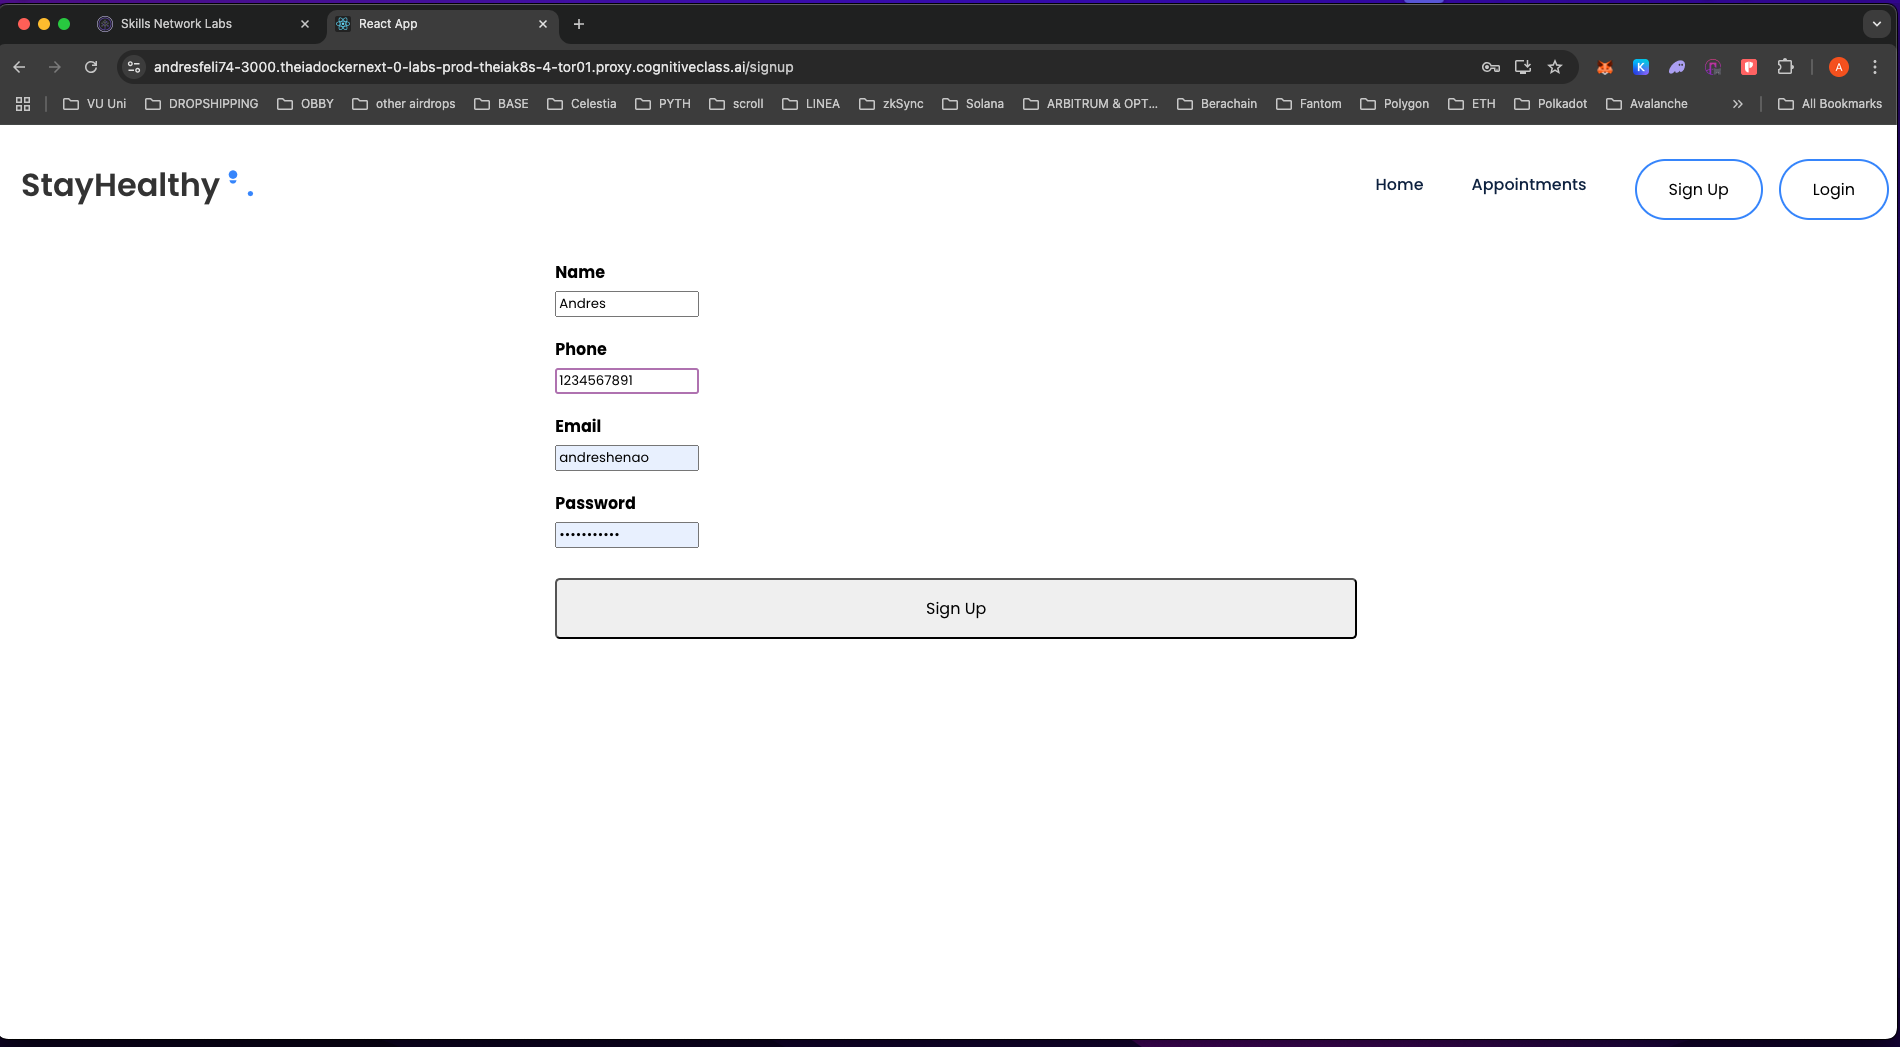 Skills Network Labs
React App
andresfeli74-3000.theiadockernext-0-labs-prod-theiak8s-4-tor01.proxy.cognitiveclass.ai/signup
K
A
VU Uni DROPSHIPPING OBBY other airdrops BASE Celestia PYTH scroll LINEA zkSync Solana ARBITRUM & OPT... Berachain Fantom Polygon ETH Polkadot Avalanche » All Bookmarks
StayHealthy
Home Appointments Sign Up Login
Name
Andres
Phone
1234567891
Email
andreshenao
Password
•••••••••••
Sign Up